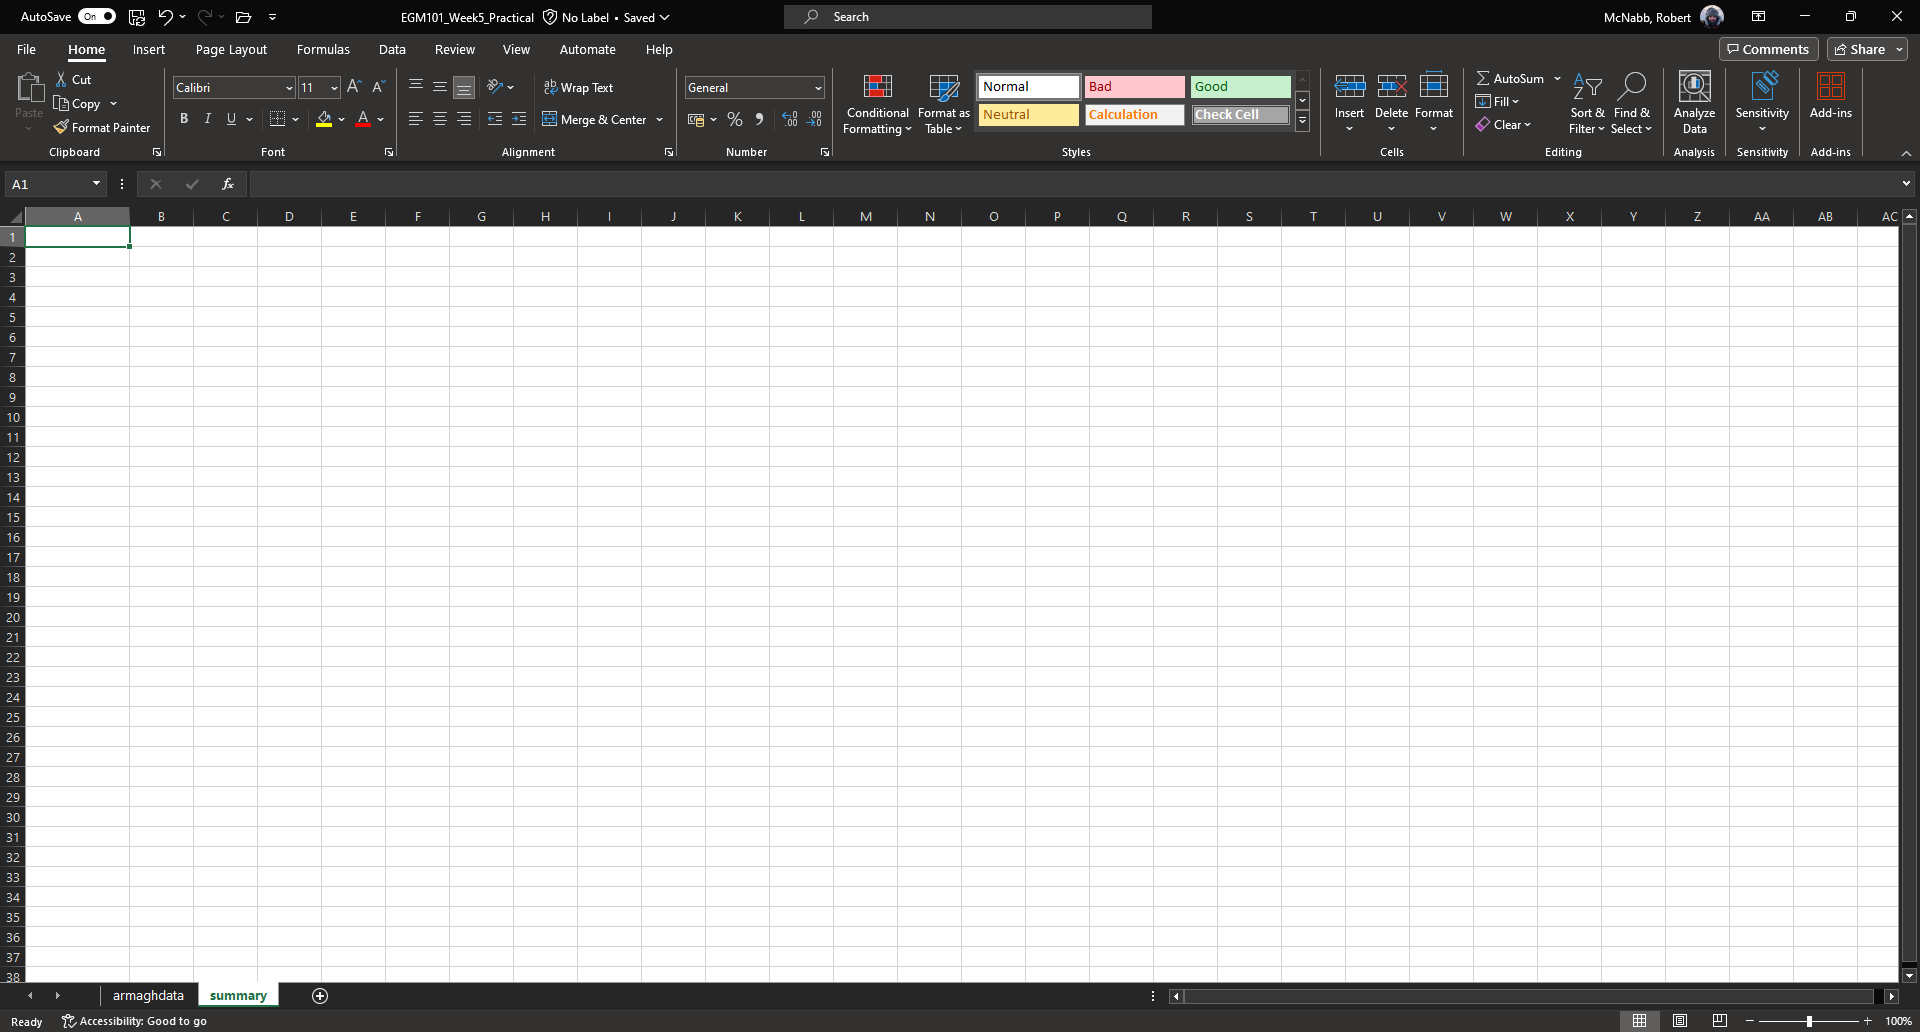 AutoSave On EGM101_Week5_Practical No Label • Saved Search McNabb, Robert
File Home Insert Page Layout Formulas Data Review View Automate Help Comments Share
Paste
Cut
Copy
Format Painter
Clipboard
Calibri 11
B I U A
Font
Wrap Text
Merge & Center
Alignment
General
% 9
Number
Conditional Formatting
Format as Table
Normal Bad Good
Neutral Calculation Check Cell
Styles
Insert Delete Format
Cells
AutoSum
Fill
Clear
Sort & Filter
Find & Select
Editing
Analyze Data
Analysis
Sensitivity
Sensitivity
Add-ins
Add-ins
A1 fx
A B C D E F G H I J K L M N O P Q R S T U V W X Y Z AA AB AC
1
2
3
4
5
6
7
8
9
10
11
12
13
14
15
16
17
18
19
20
21
22
23
24
25
26
27
28
29
30
31
32
33
34
35
36
37
38
armaghdata summary
Ready Accessibility: Good to go 100%